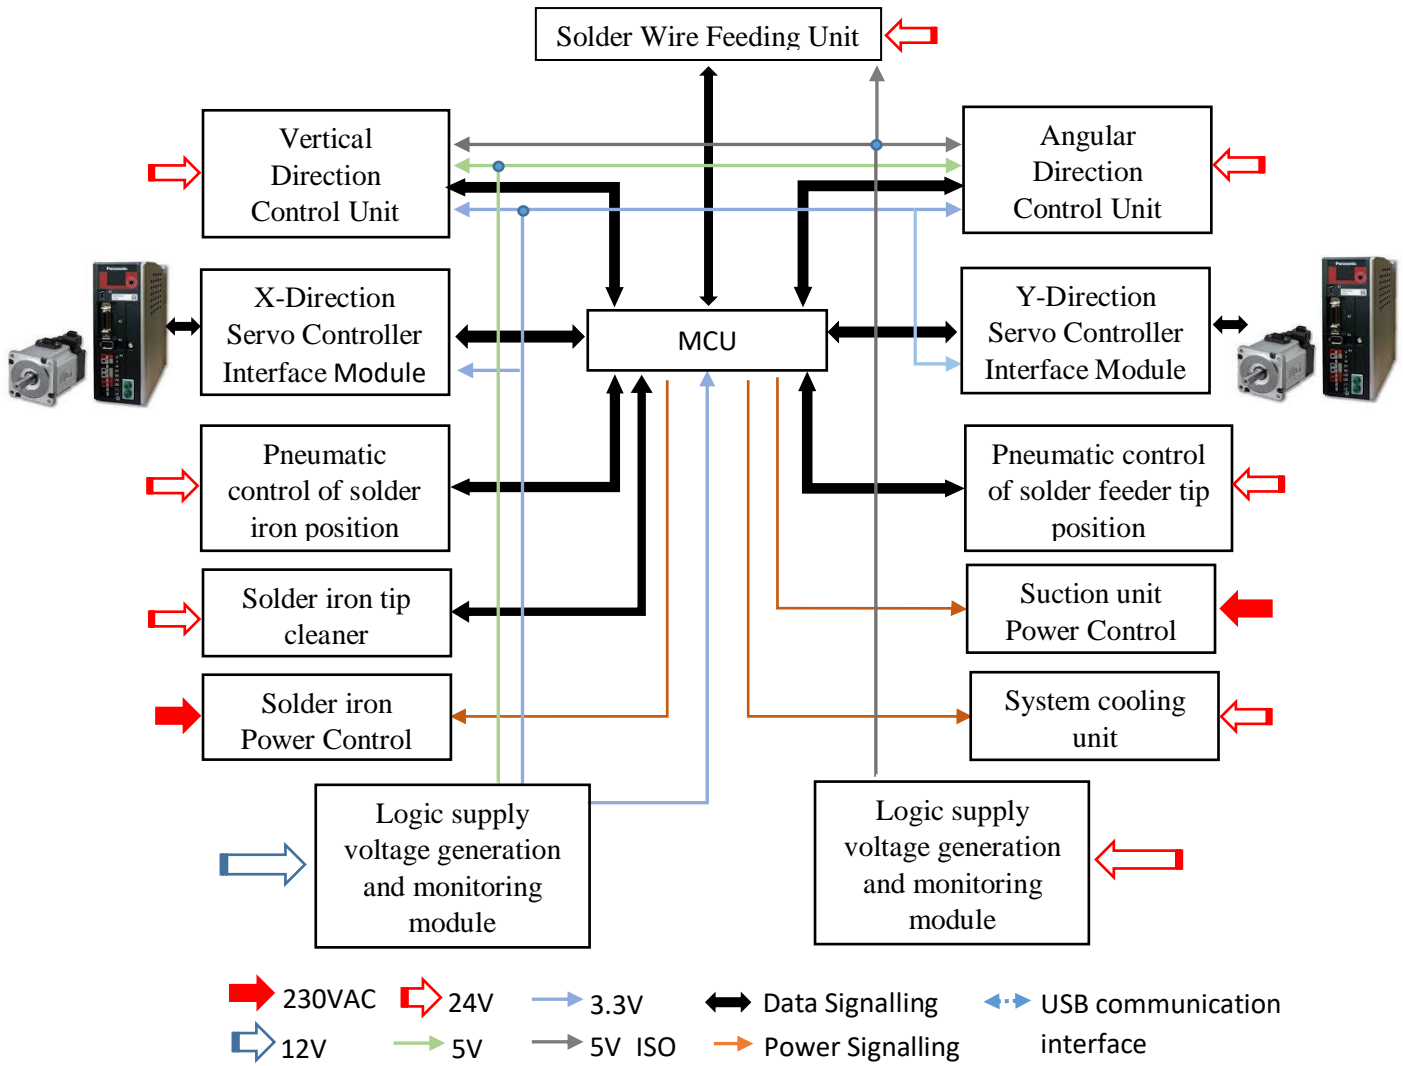 Solder Wire Feeding Unit
Vertical
Direction
Control Unit
Angular
Direction
Control Unit
X-Direction
Servo Controller
Interface Module
MCU
Y-Direction
Servo Controller
Interface Module
Panasonic
Panasonic
Pneumatic
control of solder
iron position
Pneumatic control
of solder feeder tip
position
Solder iron tip
cleaner
Suction unit
Power Control
Solder iron
Power Control
System cooling
unit
Logic supply
voltage generation
and monitoring
module
Logic supply
voltage generation
and monitoring
module
230VAC
24V
3.3V
Data Signalling
USB communication
interface
12V
5V
5V ISO
Power Signalling